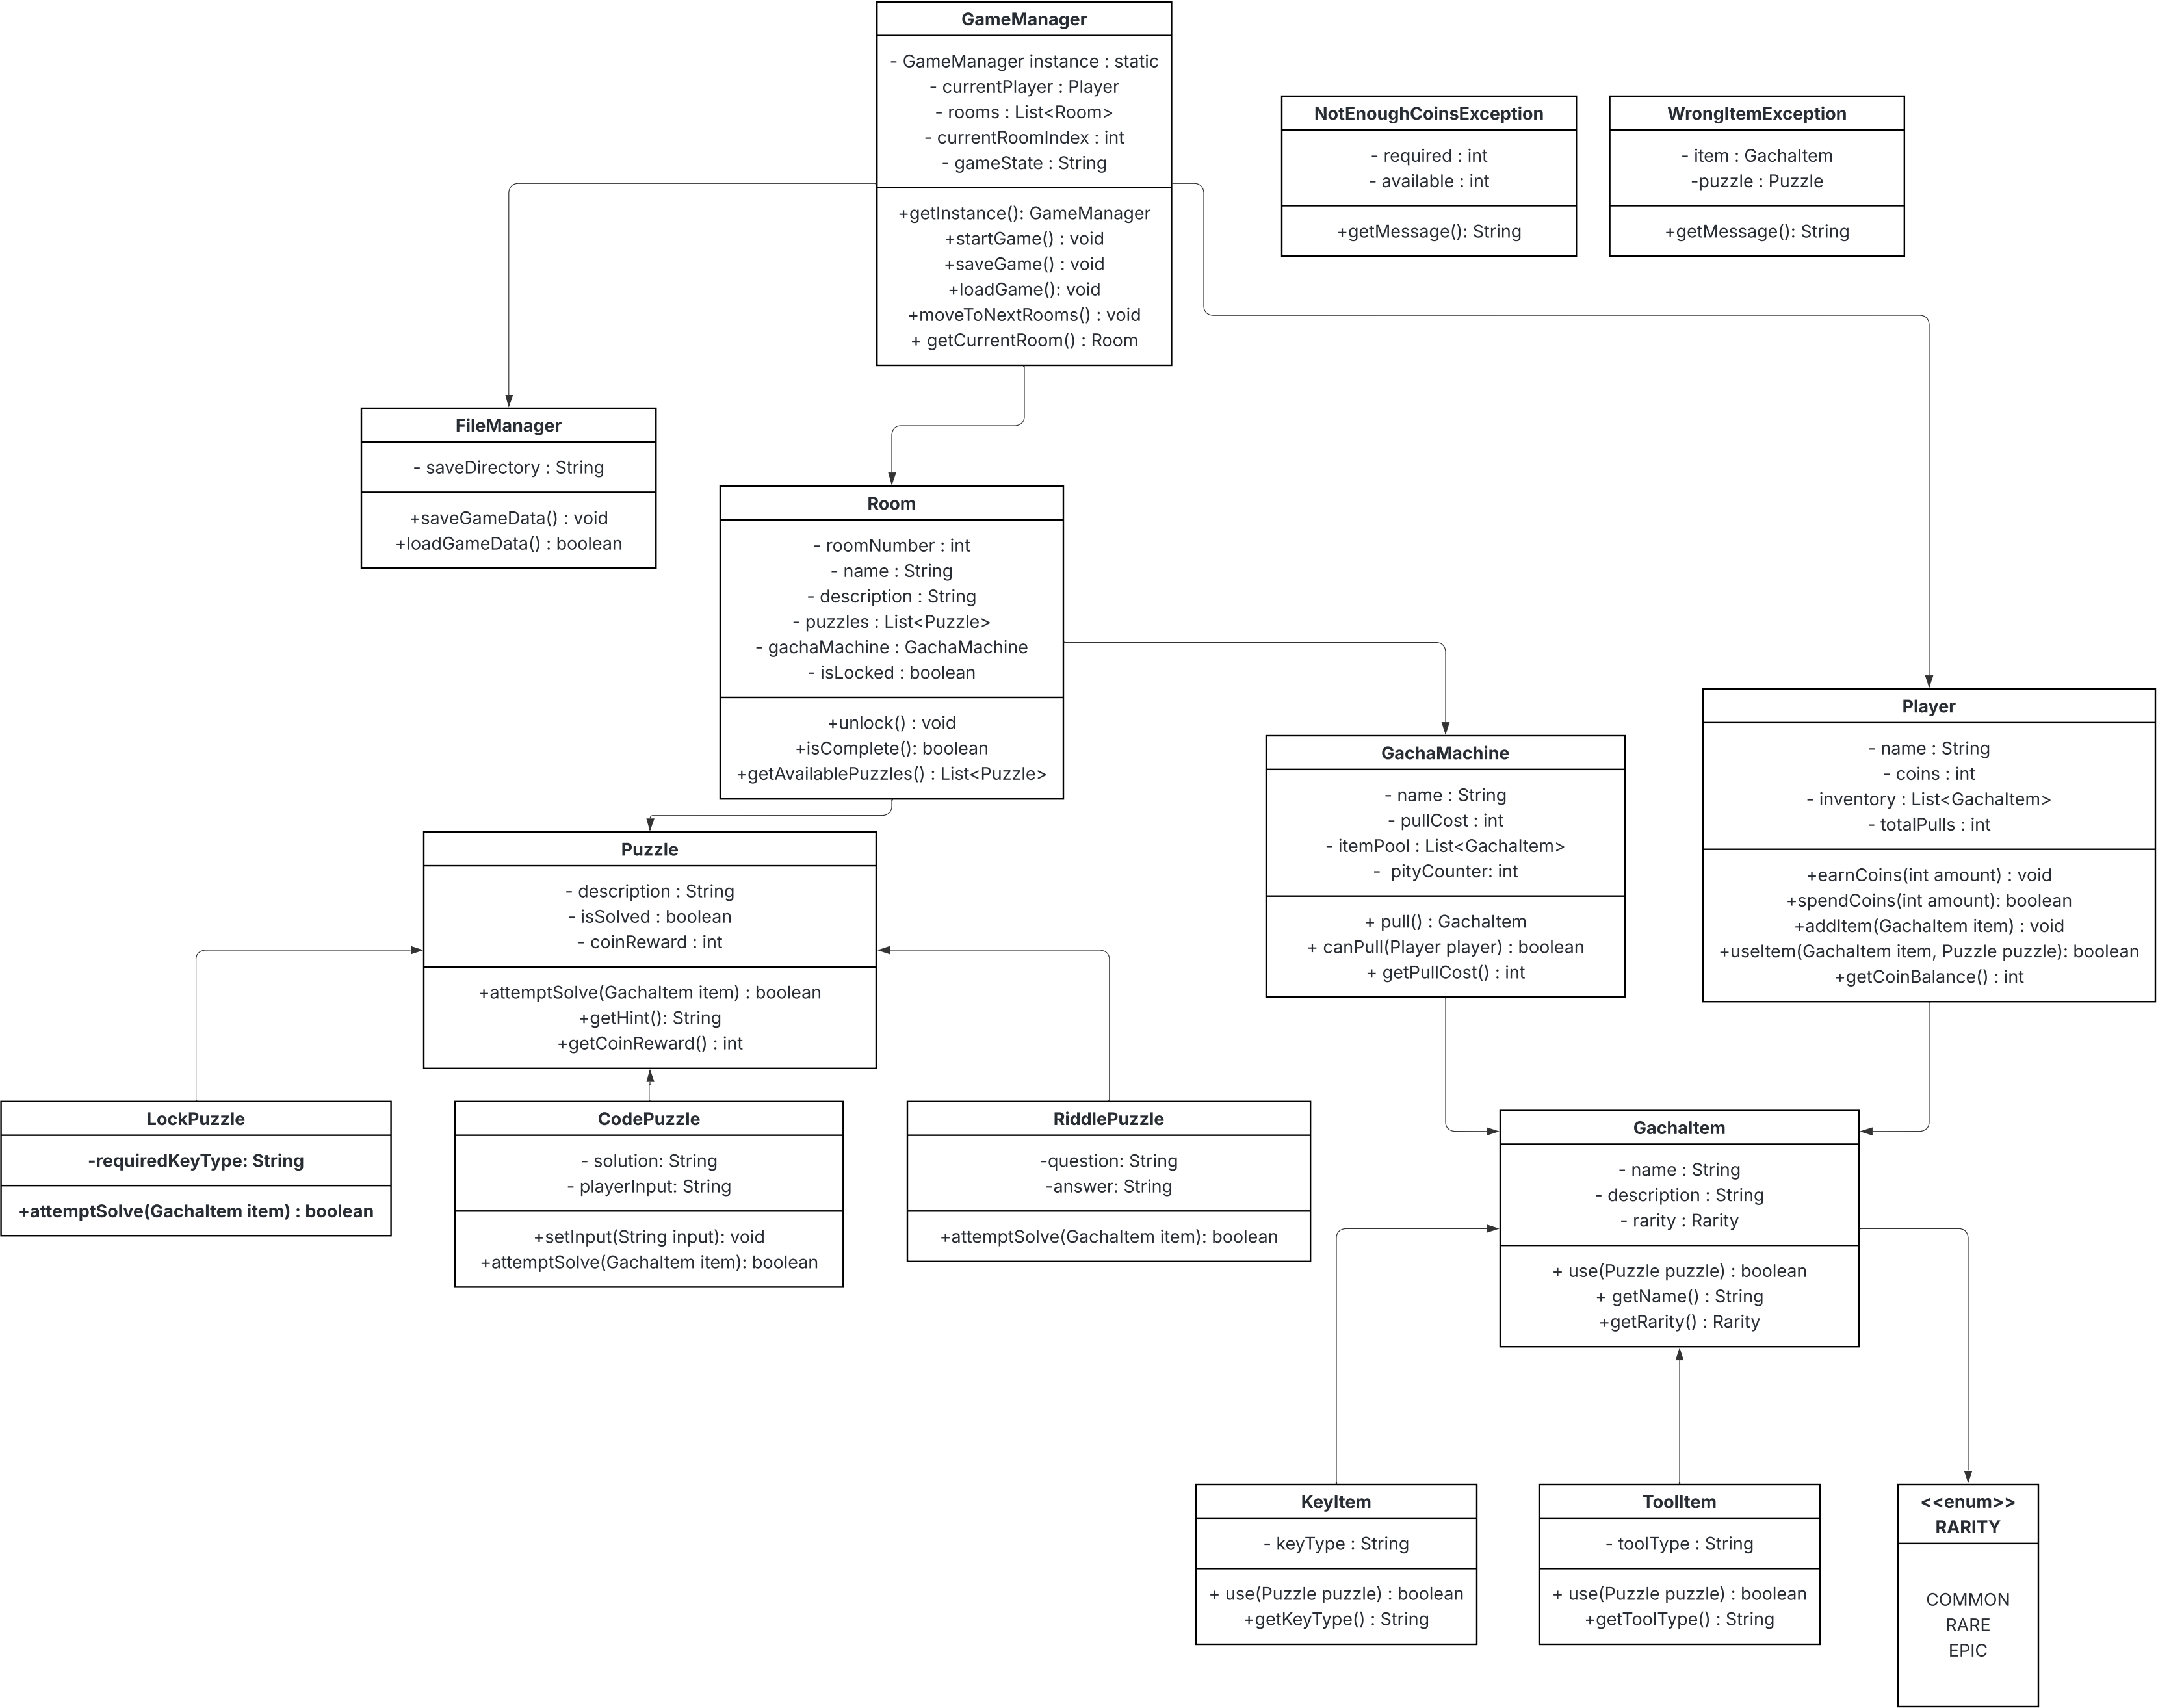 GameManager
- GameManager instance : static
- currentPlayer : Player
- rooms : List<Room>
- currentRoomIndex : int
- gameState : String
+getInstance(): GameManager
+startGame() : void
+saveGame() : void
+loadGame(): void
+moveToNextRooms() : void
+ getCurrentRoom() : Room
NotEnoughCoinsException
- required : int
- available : int
+getMessage(): String
WrongItemException
- item : GachaItem
-puzzle : Puzzle
+getMessage(): String
FileManager
- saveDirectory : String
+saveGameData() : void
+loadGameData() : boolean
Room
- roomNumber : int
- name : String
- description : String
- puzzles : List<Puzzle>
- gachaMachine : GachaMachine
- isLocked : boolean
+unlock() : void
+isComplete(): boolean
+getAvailablePuzzles() : List<Puzzle>
Player
- name : String
- coins : int
- inventory : List<GachaItem>
- totalPulls : int
+earnCoins(int amount) : void
+spendCoins(int amount): boolean
+addItem(GachaItem item) : void
+useItem(GachaItem item, Puzzle puzzle): boolean
+getCoinBalance() : int
GachaMachine
- name : String
- pullCost : int
- itemPool : List<GachaItem>
-  pityCounter: int
+ pull() : GachaItem
+ canPull(Player player) : boolean
+ getPullCost() : int
Puzzle
- description : String
- isSolved : boolean
- coinReward : int
+attemptSolve(GachaItem item) : boolean
+getHint(): String
+getCoinReward() : int
LockPuzzle
-requiredKeyType: String
+attemptSolve(GachaItem item) : boolean
CodePuzzle
- solution: String
- playerInput: String
+setInput(String input): void
+attemptSolve(GachaItem item): boolean
RiddlePuzzle
-question: String
-answer: String
+attemptSolve(GachaItem item): boolean
GachaItem
- name : String
- description : String
- rarity : Rarity
+ use(Puzzle puzzle) : boolean
+ getName() : String
+getRarity() : Rarity
KeyItem
- keyType : String
+ use(Puzzle puzzle) : boolean
+getKeyType() : String
ToolItem
- toolType : String
+ use(Puzzle puzzle) : boolean
+getToolType() : String
<<enum>>
RARITY
COMMON
RARE
EPIC